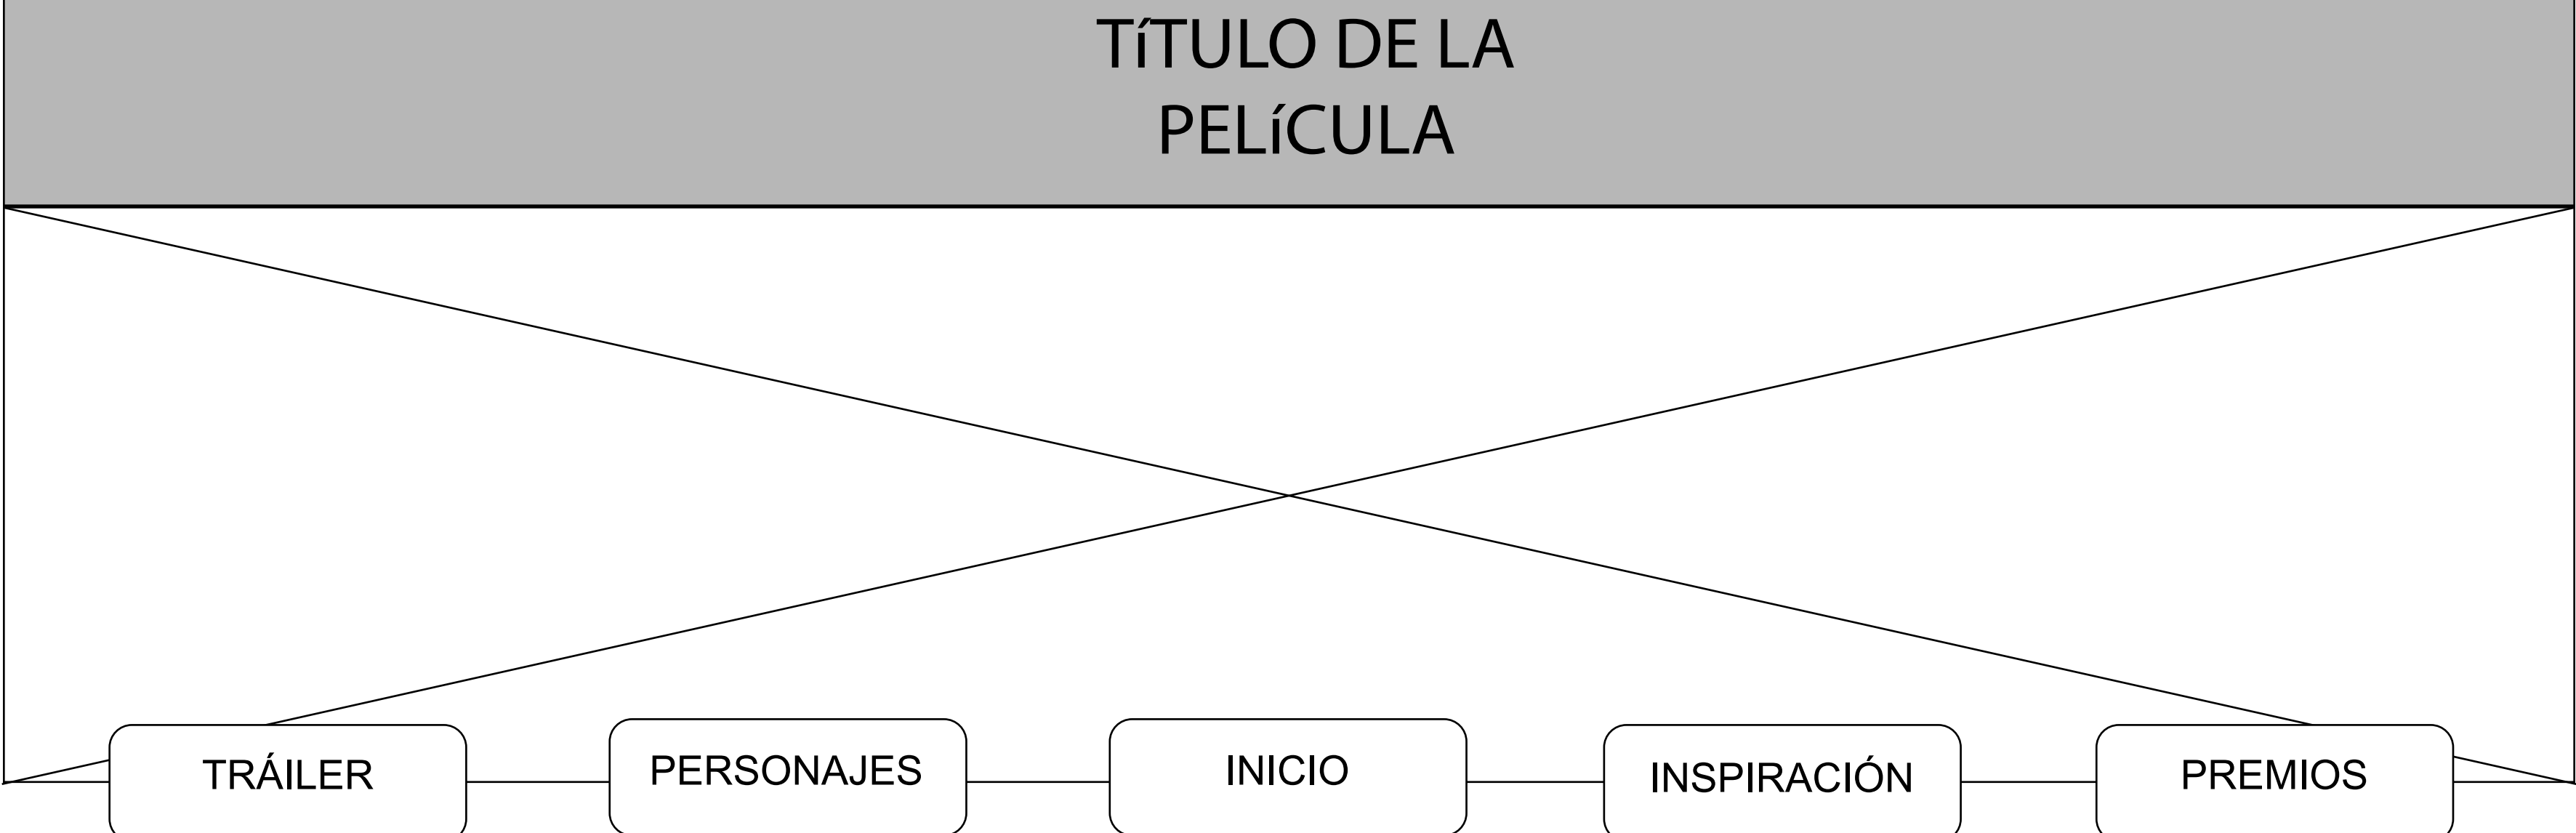 TíTULO DE LA
PELíCULA
TRÁILER
PERSONAJES
INICIO
INSPIRACIÓN
PREMIOS